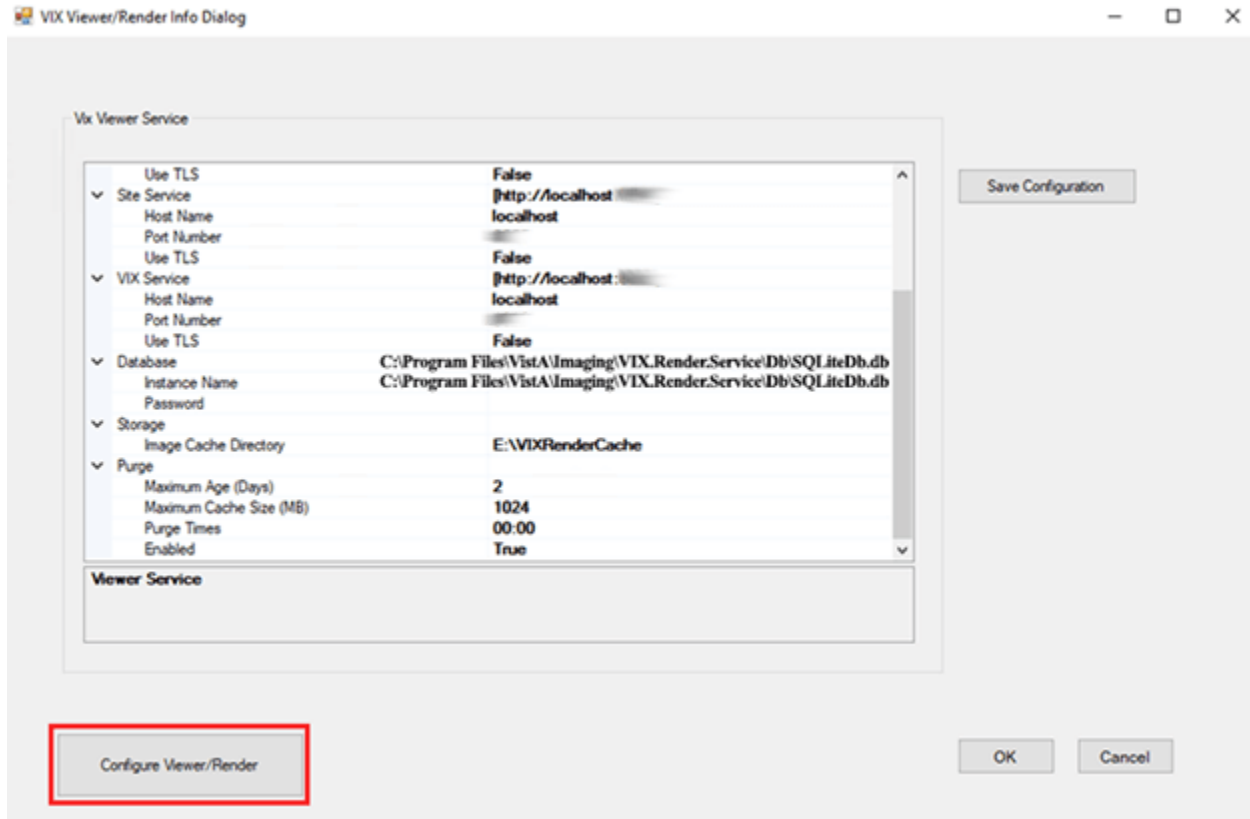 VIX Viewer/Render Info Dialog
Vix Viewer Service
Use TLS False
Site Service [http://localhost
Host Name localhost
Port Number
Use TLS False
VIX Service [http://localhost:
Host Name localhost
Port Number
Use TLS False
Database C:\Program Files\VistA\Imaging\VIX.Render.Service\Db\SQLiteDb.db
Instance Name C:\Program Files\VistA\Imaging\VIX.Render.Service\Db\SQLiteDb.db
Password
Storage
Image Cache Directory E:\VIXRenderCache
Purge
Maximum Age (Days) 2
Maximum Cache Size (MB) 1024
Purge Times 00:00
Enabled True
Viewer Service
Save Configuration
Configure Viewer/Render
OK Cancel